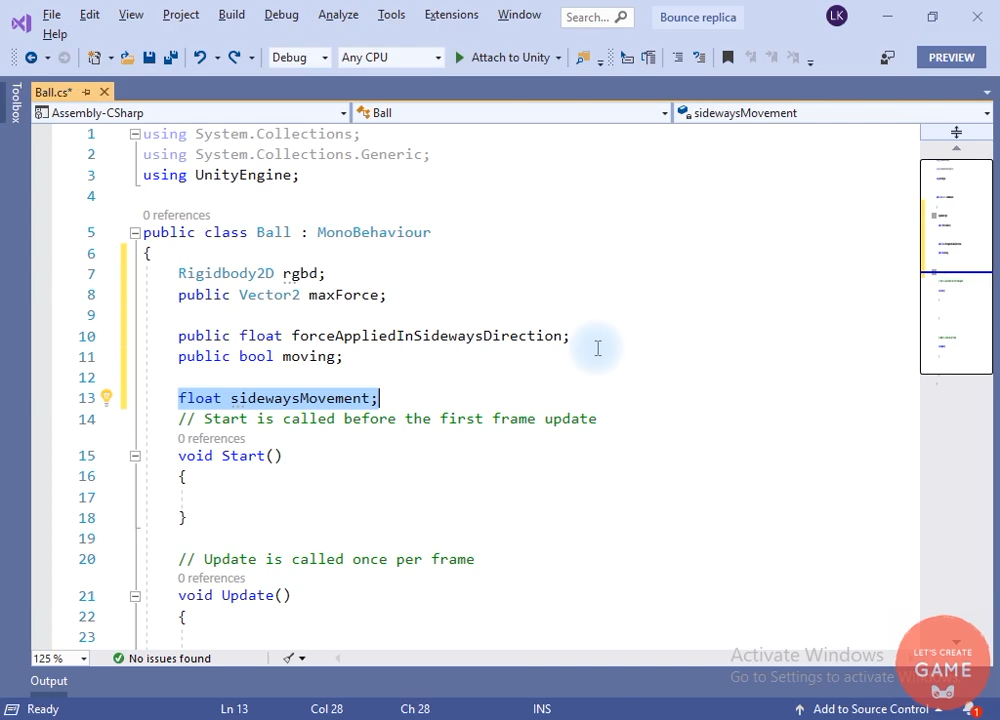 File Edit View Project Build Debug Analyze Tools Extensions Window Search... Bounce replica LK
Help
Debug Any CPU Attach to Unity PREVIEW
Toolbox
Ball.cs*
Assembly-CSharp Ball sidewaysMovement
1 using System.Collections;
2 using System.Collections.Generic;
3 using UnityEngine;
4
0 references
5 public class Ball : MonoBehaviour
6 {
7 Rigidbody2D rgbd;
8 public Vector2 maxForce;
9
10 public float forceAppliedInSidewaysDirection;
11 public bool moving;
12
13 float sidewaysMovement;
14 // Start is called before the first frame update
0 references
15 void Start()
16 {
17
18 }
19
20 // Update is called once per frame
0 references
21 void Update()
22 {
23
125 % No issues found
Activate Windows
Go to Settings to activate Windows.
LET'S CREATE
GAME
Output
Ready Ln 13 Col 28 Ch 28 INS Add to Source Control 1